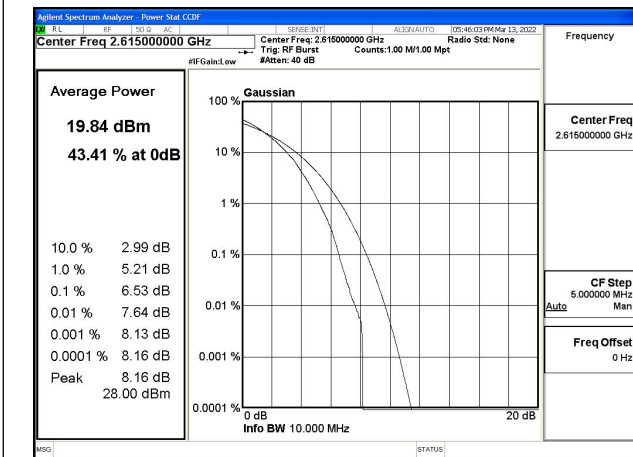 Agilent Spectrum Analyzer - Power Stat CCDF
RL RF 50 Ω AC SENSE:INT ALIGN AUTO 05:46:03 PM Mar 13, 2022
Center Freq 2.615000000 GHz
Center Freq: 2.615000000 GHz Radio Std: None
Trig: RF Burst Counts:1.00 M/1.00 Mpt
#IFGain:Low #Atten: 40 dB
Frequency
Average Power
19.84 dBm
43.41 % at 0dB
10.0 % 2.99 dB
1.0 % 5.21 dB
0.1 % 6.53 dB
0.01 % 7.64 dB
0.001 % 8.13 dB
0.0001 % 8.16 dB
Peak 8.16 dB
28.00 dBm
Gaussian
100 %
10 %
1 %
0.1 %
0.01 %
0.001 %
0.0001 %
0 dB 20 dB
Info BW 10.000 MHz
Center Freq
2.615000000 GHz
CF Step
5.000000 MHz
Auto Man
Freq Offset
0 Hz
MSG STATUS